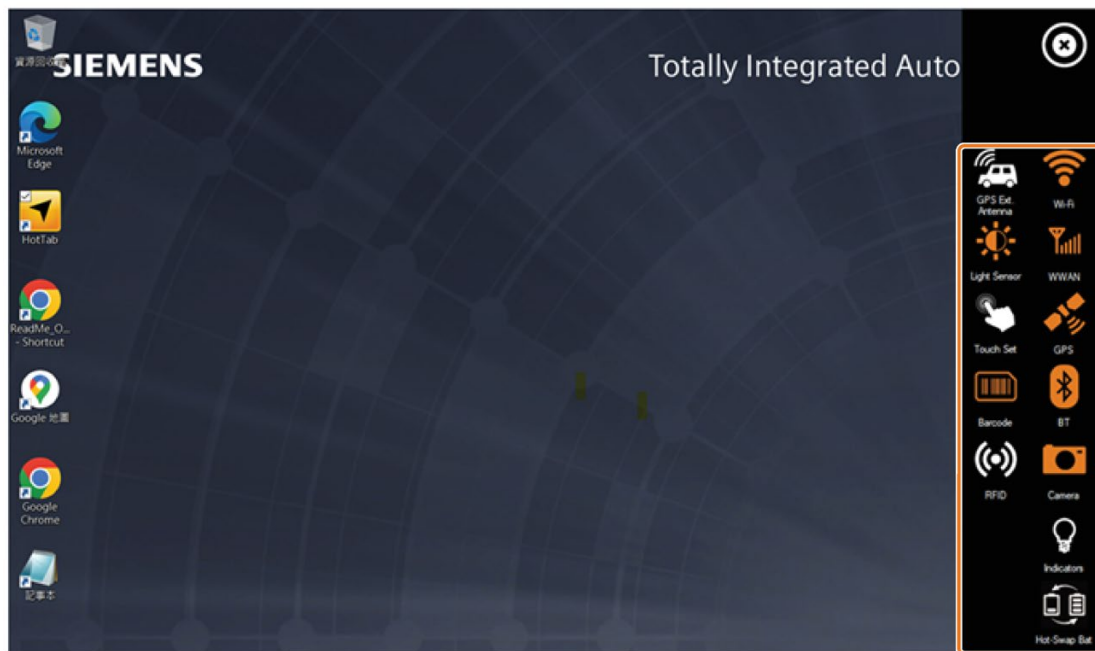 資源回收筒
SIEMENS
Totally Integrated Auto
Microsoft
Edge
HotTab
ReadMe_O...
- Shortcut
Google 地圖
Google
Chrome
記事本
GPS Ext.
Antenna
Wi-Fi
Light Sensor
WWAN
Touch Set
GPS
Barcode
BT
RFID
Camera
Indicators
Hot-Swap Bat